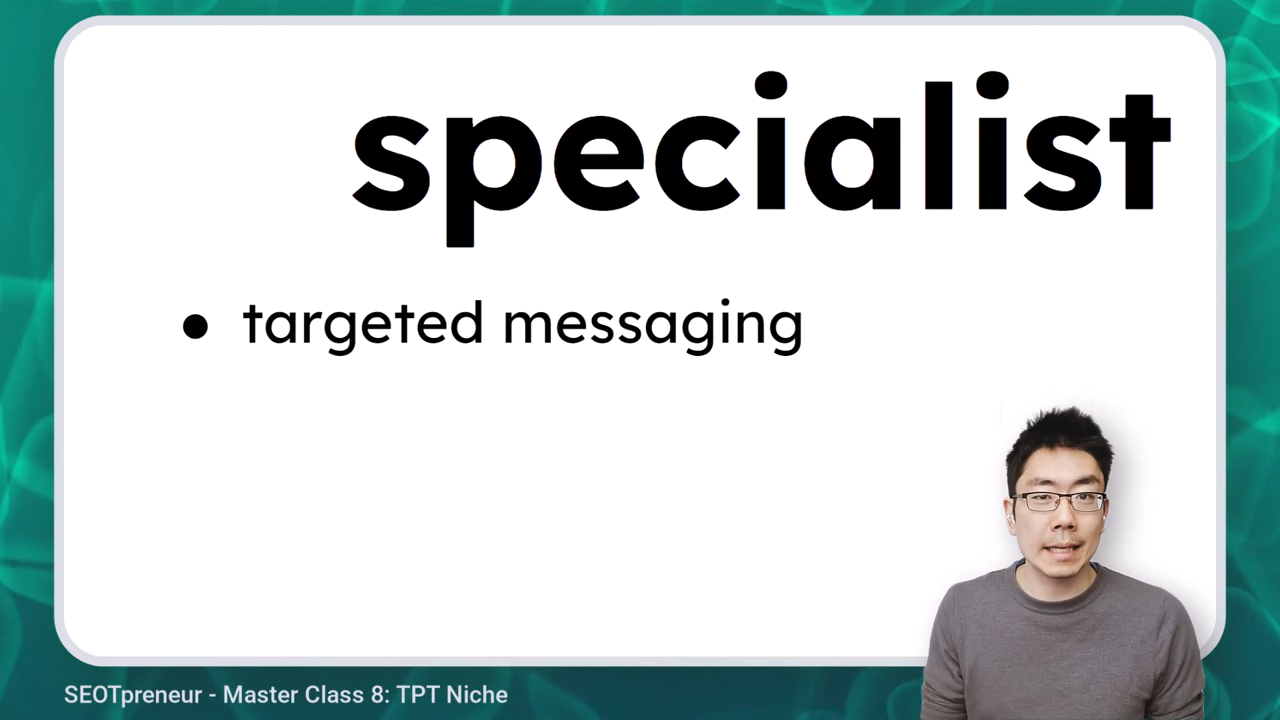 specialist
● targeted messaging
SEOTpreneur - Master Class 8: TPT Niche